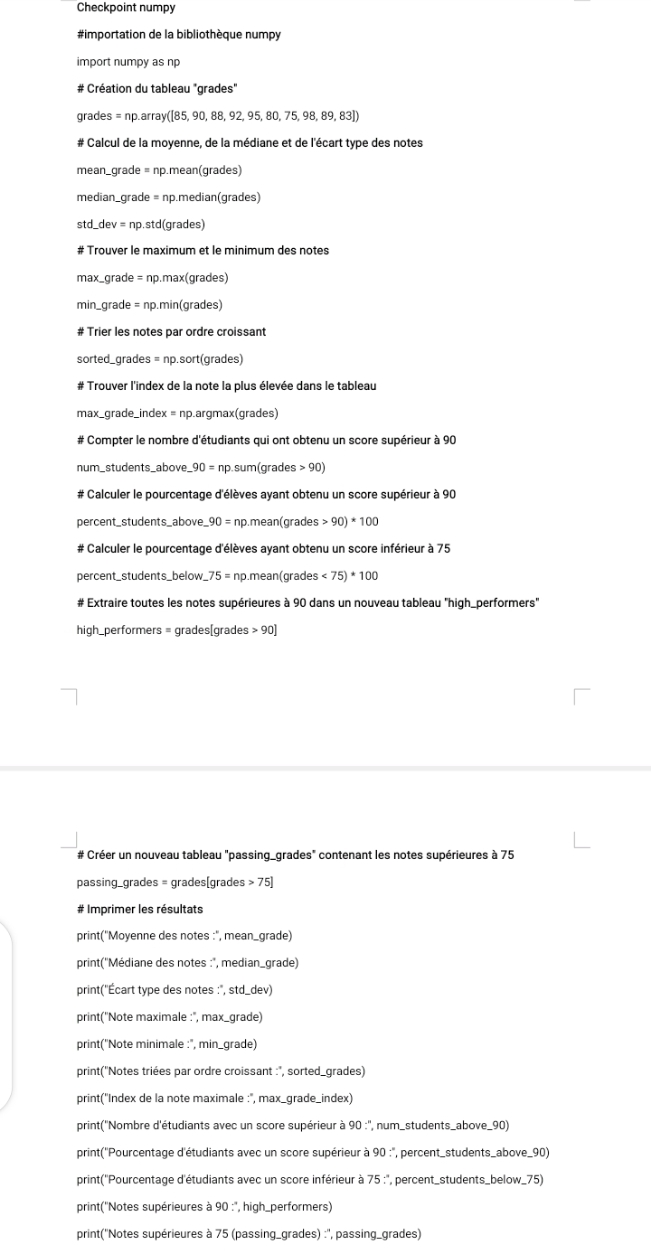 Checkpoint numpy
#importation de la bibliothèque numpy
import numpy as np
# Création du tableau "grades"
grades = np.array([85, 90, 88, 92, 95, 80, 75, 98, 89, 83])
# Calcul de la moyenne, de la médiane et de l'écart type des notes
mean_grade = np.mean(grades)
median_grade = np.median(grades)
std_dev = np.std(grades)
# Trouver le maximum et le minimum des notes
max_grade = np.max(grades)
min_grade = np.min(grades)
# Trier les notes par ordre croissant
sorted_grades = np.sort(grades)
# Trouver l'index de la note la plus élevée dans le tableau
max_grade_index = np.argmax(grades)
# Compter le nombre d'étudiants qui ont obtenu un score supérieur à 90
num_students_above_90 = np.sum(grades > 90)
# Calculer le pourcentage d'élèves ayant obtenu un score supérieur à 90
percent_students_above_90 = np.mean(grades > 90) * 100
# Calculer le pourcentage d'élèves ayant obtenu un score inférieur à 75
percent_students_below_75 = np.mean(grades < 75) * 100
# Extraire toutes les notes supérieures à 90 dans un nouveau tableau "high_performers"
high_performers = grades[grades > 90]
# Créer un nouveau tableau "passing_grades" contenant les notes supérieures à 75
passing_grades = grades[grades > 75]
# Imprimer les résultats
print("Moyenne des notes :", mean_grade)
print("Médiane des notes :", median_grade)
print("Écart type des notes :", std_dev)
print("Note maximale :", max_grade)
print("Note minimale :", min_grade)
print("Notes triées par ordre croissant :", sorted_grades)
print("Index de la note maximale :", max_grade_index)
print("Nombre d'étudiants avec un score supérieur à 90 :", num_students_above_90)
print("Pourcentage d'étudiants avec un score supérieur à 90 :", percent_students_above_90)
print("Pourcentage d'étudiants avec un score inférieur à 75 :", percent_students_below_75)
print("Notes supérieures à 90 :", high_performers)
print("Notes supérieures à 75 (passing_grades) :", passing_grades)